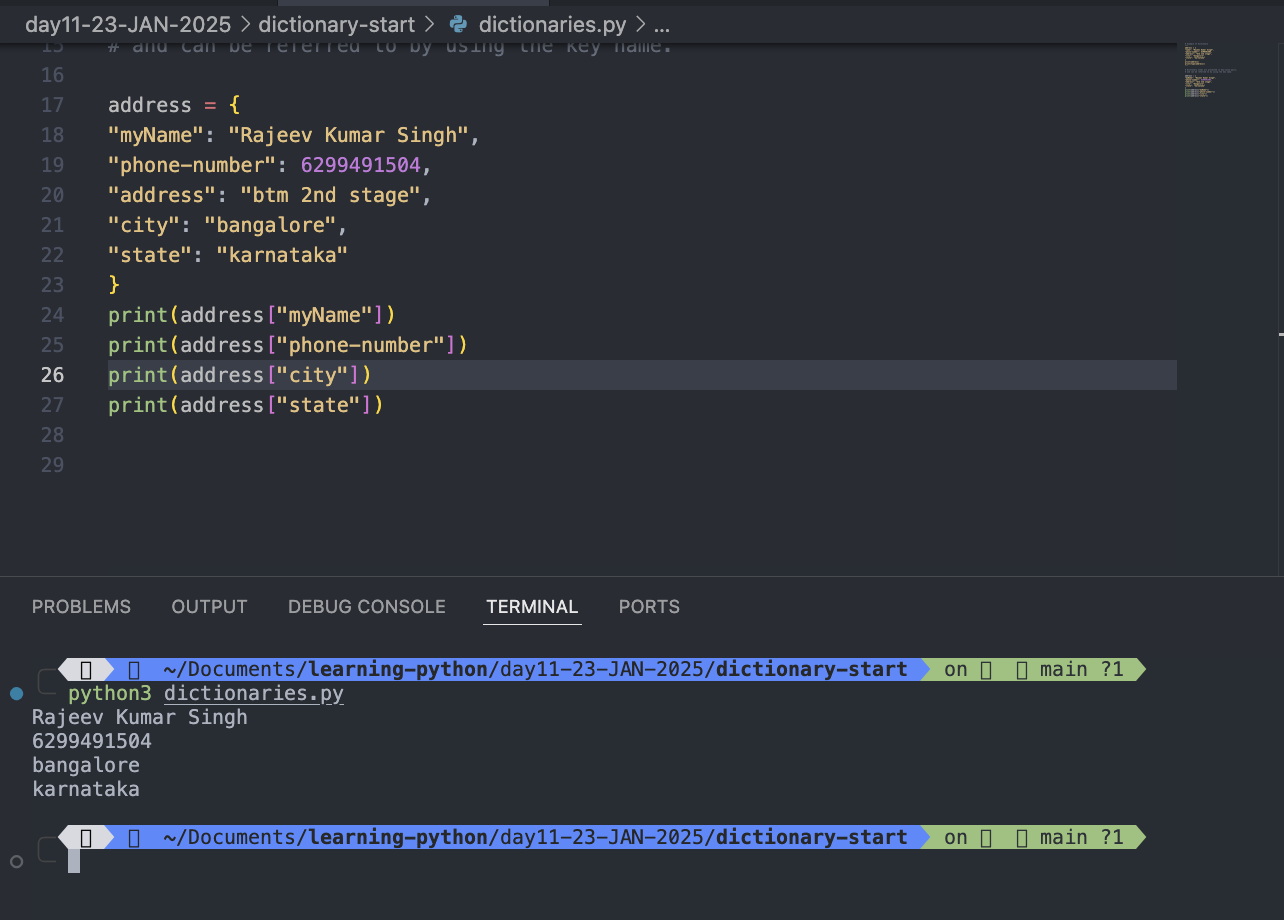 day11-23-JAN-2025 > dictionary-start > dictionaries.py > ...
15 # and can be referred to by using the key name.
16
17 address = {
18 "myName": "Rajeev Kumar Singh",
19 "phone-number": 6299491504,
20 "address": "btm 2nd stage",
21 "city": "bangalore",
22 "state": "karnataka"
23 }
24 print(address["myName"])
25 print(address["phone-number"])
26 print(address["city"])
27 print(address["state"])
28
29
PROBLEMS OUTPUT DEBUG CONSOLE TERMINAL PORTS
~/Documents/learning-python/day11-23-JAN-2025/dictionary-start on main ?1
python3 dictionaries.py
Rajeev Kumar Singh
6299491504
bangalore
karnataka
~/Documents/learning-python/day11-23-JAN-2025/dictionary-start on main ?1